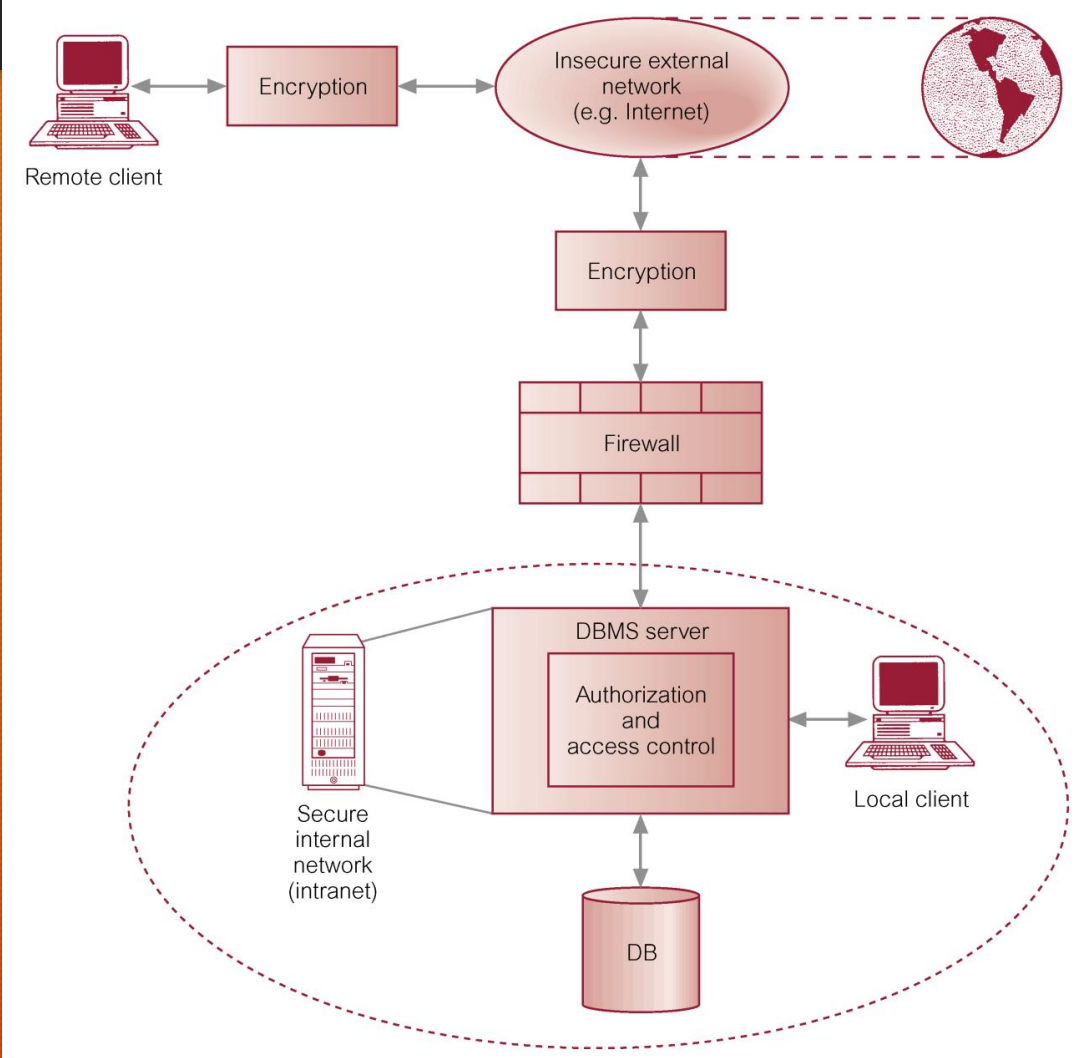 Remote client
Encryption
Insecure external
network
(e.g. Internet)
Encryption
Firewall
DBMS server
Authorization
and
access control
Secure
internal
network
(intranet)
Local client
DB